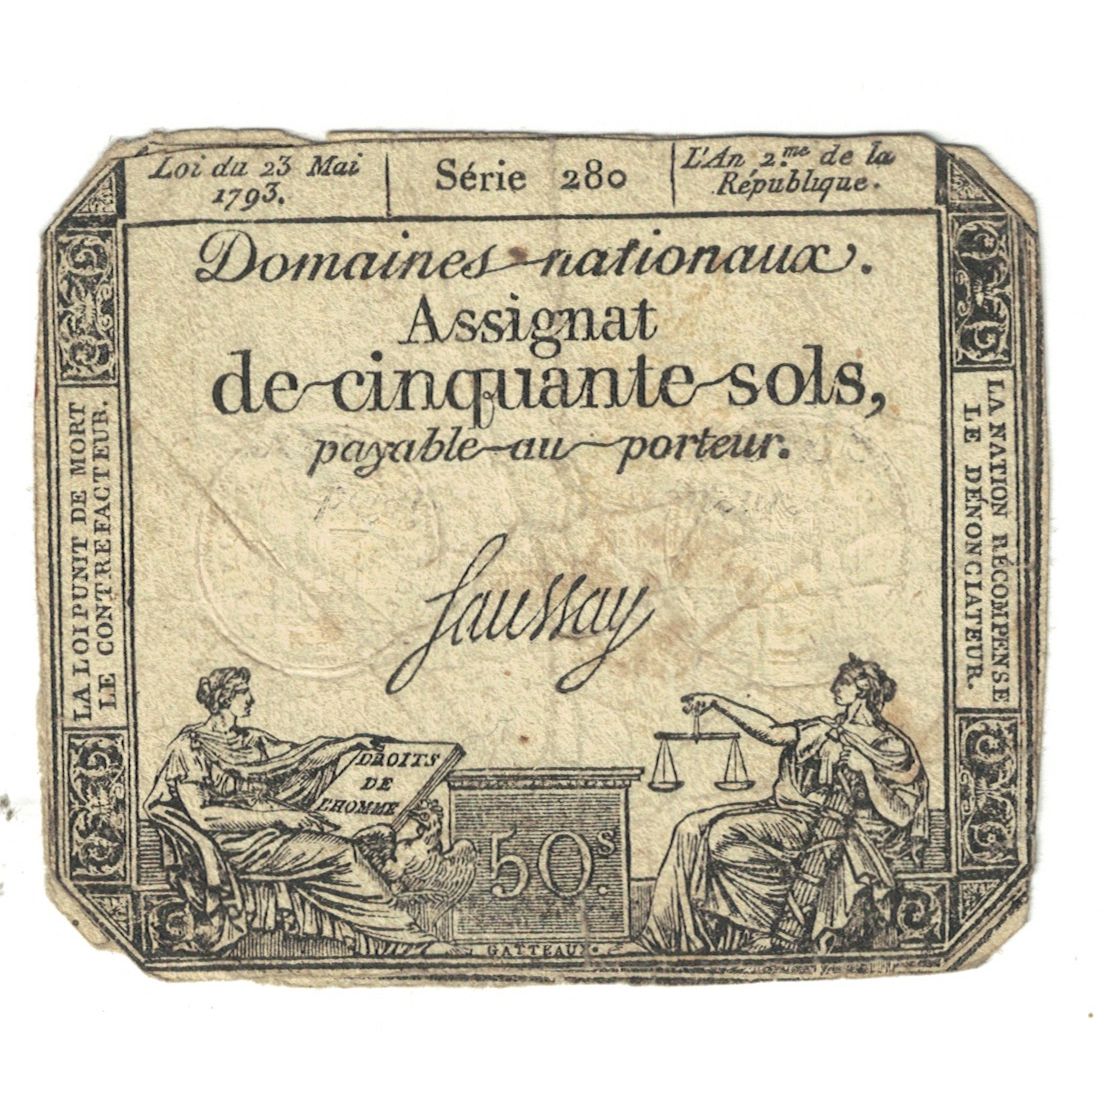 Loi du 23 Mai
1793.
Série 280
L'An 2.me de la
République.
Domaines nationaux.
Assignat
de cinquante sols,
payable au porteur.
Saussay
LA LOI PUNIT DE MORT
LE CONTREFACTEUR.
LA NATION RÉCOMPENSE
LE DÉNONCIATEUR.
DROITS
DE
L'HOMME
50.s
GATTEAUX.